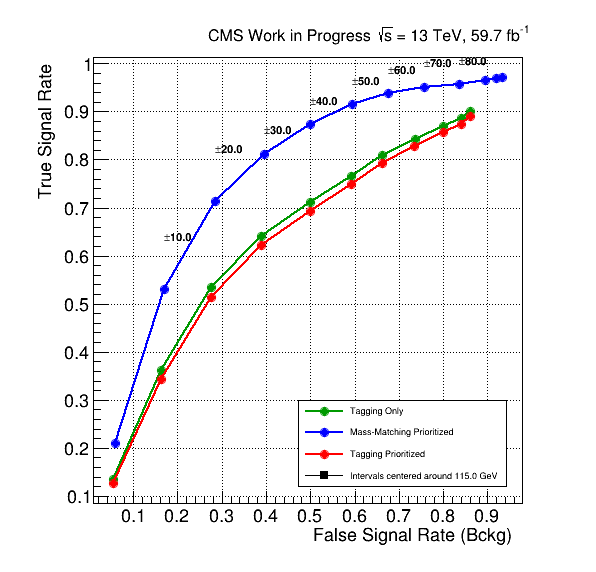 CMS Work in Progress √s = 13 TeV, 59.7 fb⁻¹
True Signal Rate
1
0.9
0.8
0.7
0.6
0.5
0.4
0.3
0.2
0.1
±10.0
±20.0
±30.0
±40.0
±50.0
±60.0
±70.0
±80.0
Tagging Only
Mass-Matching Prioritized
Tagging Prioritized
Intervals centered around 115.0 GeV
0.1 0.2 0.3 0.4 0.5 0.6 0.7 0.8 0.9
False Signal Rate (Bckg)